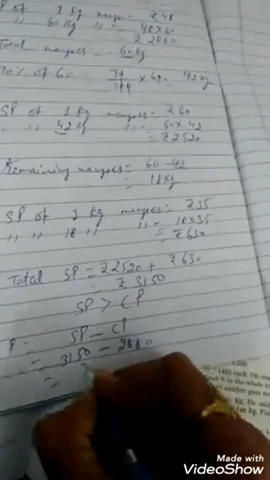 P of 1 Kg mangoes = ₹48
" 60 Kg " = 48×60
= ₹2880
Total mangoes = 60 Kg
70% of 60 = 70/100 × 60 = 42 Kg
SP of 1 Kg mangoes = ₹60
" " 42 Kg " = 60×42
= ₹2520
Remaining mangoes = 60-42
= 18 Kg
SP of 1 kg mangoes = ₹35
" " 18 " " = 18×35
= ₹630
Total SP = ₹2520 + ₹630
= ₹3150
SP > CP
= SP - CP
= 3150 - 2880
=
Made with
VideoShow